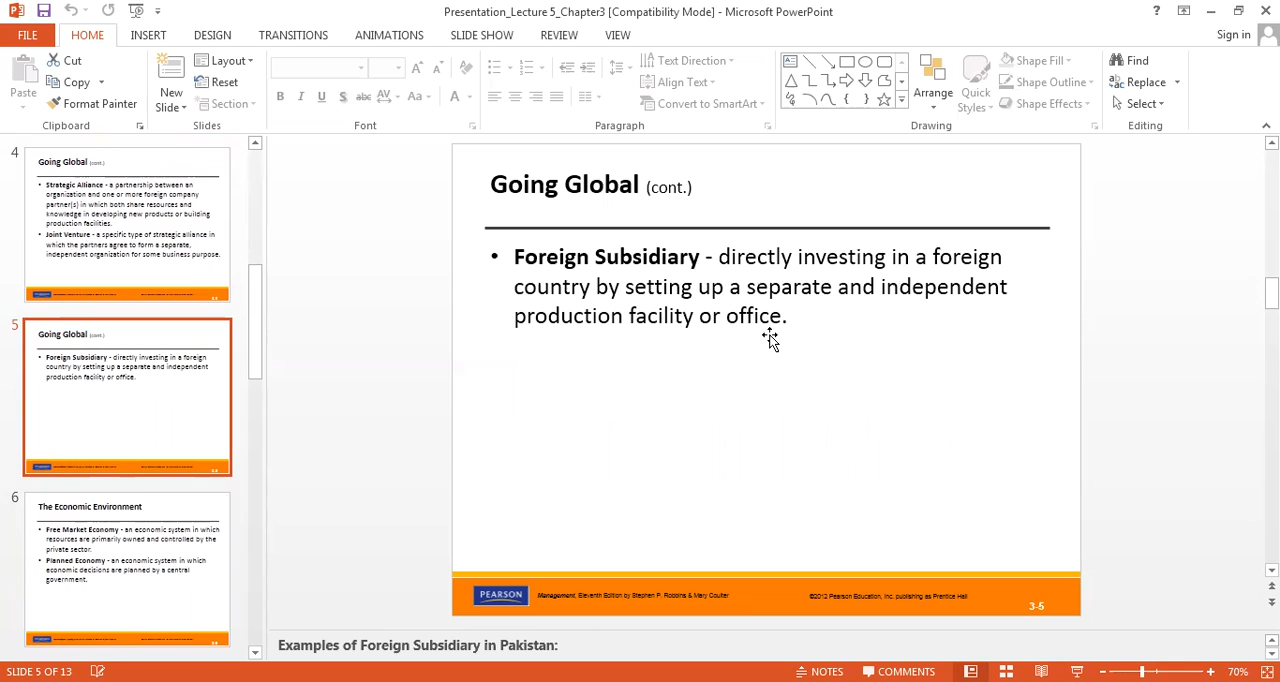 Presentation_Lecture 5_Chapter3 [Compatibility Mode] - Microsoft PowerPoint
FILE HOME INSERT DESIGN TRANSITIONS ANIMATIONS SLIDE SHOW REVIEW VIEW Sign in
Paste
Cut
Copy
Format Painter
Clipboard
New
Slide
Layout
Reset
Section
Slides
B I U S abc AV Aa A
Font
Text Direction
Align Text
Convert to SmartArt
Paragraph
Arrange
Quick
Styles
Shape Fill
Shape Outline
Shape Effects
Drawing
Find
Replace
Select
Editing
4
Going Global (cont.)
• Strategic Alliance - a partnership between an
organization and one or more foreign company
partner(s) in which both share resources and
knowledge in developing new products or building
production facilities.
• Joint Venture - a specific type of strategic alliance in
which the partners agree to form a separate,
independent organization for some business purpose.
5
Going Global (cont.)
• Foreign Subsidiary - directly investing in a foreign
country by setting up a separate and independent
production facility or office.
6
The Economic Environment
• Free Market Economy - an economic system in which
resources are primarily owned and controlled by the
private sector.
• Planned Economy - an economic system in which
economic decisions are planned by a central
government.
Going Global (cont.)
• Foreign Subsidiary - directly investing in a foreign
country by setting up a separate and independent
production facility or office.
PEARSON Management, Eleventh Edition by Stephen P. Robbins & Mary Coulter ©2012 Pearson Education, Inc. publishing as Prentice Hall
3-5
Examples of Foreign Subsidiary in Pakistan:
SLIDE 5 OF 13 NOTES COMMENTS 70%